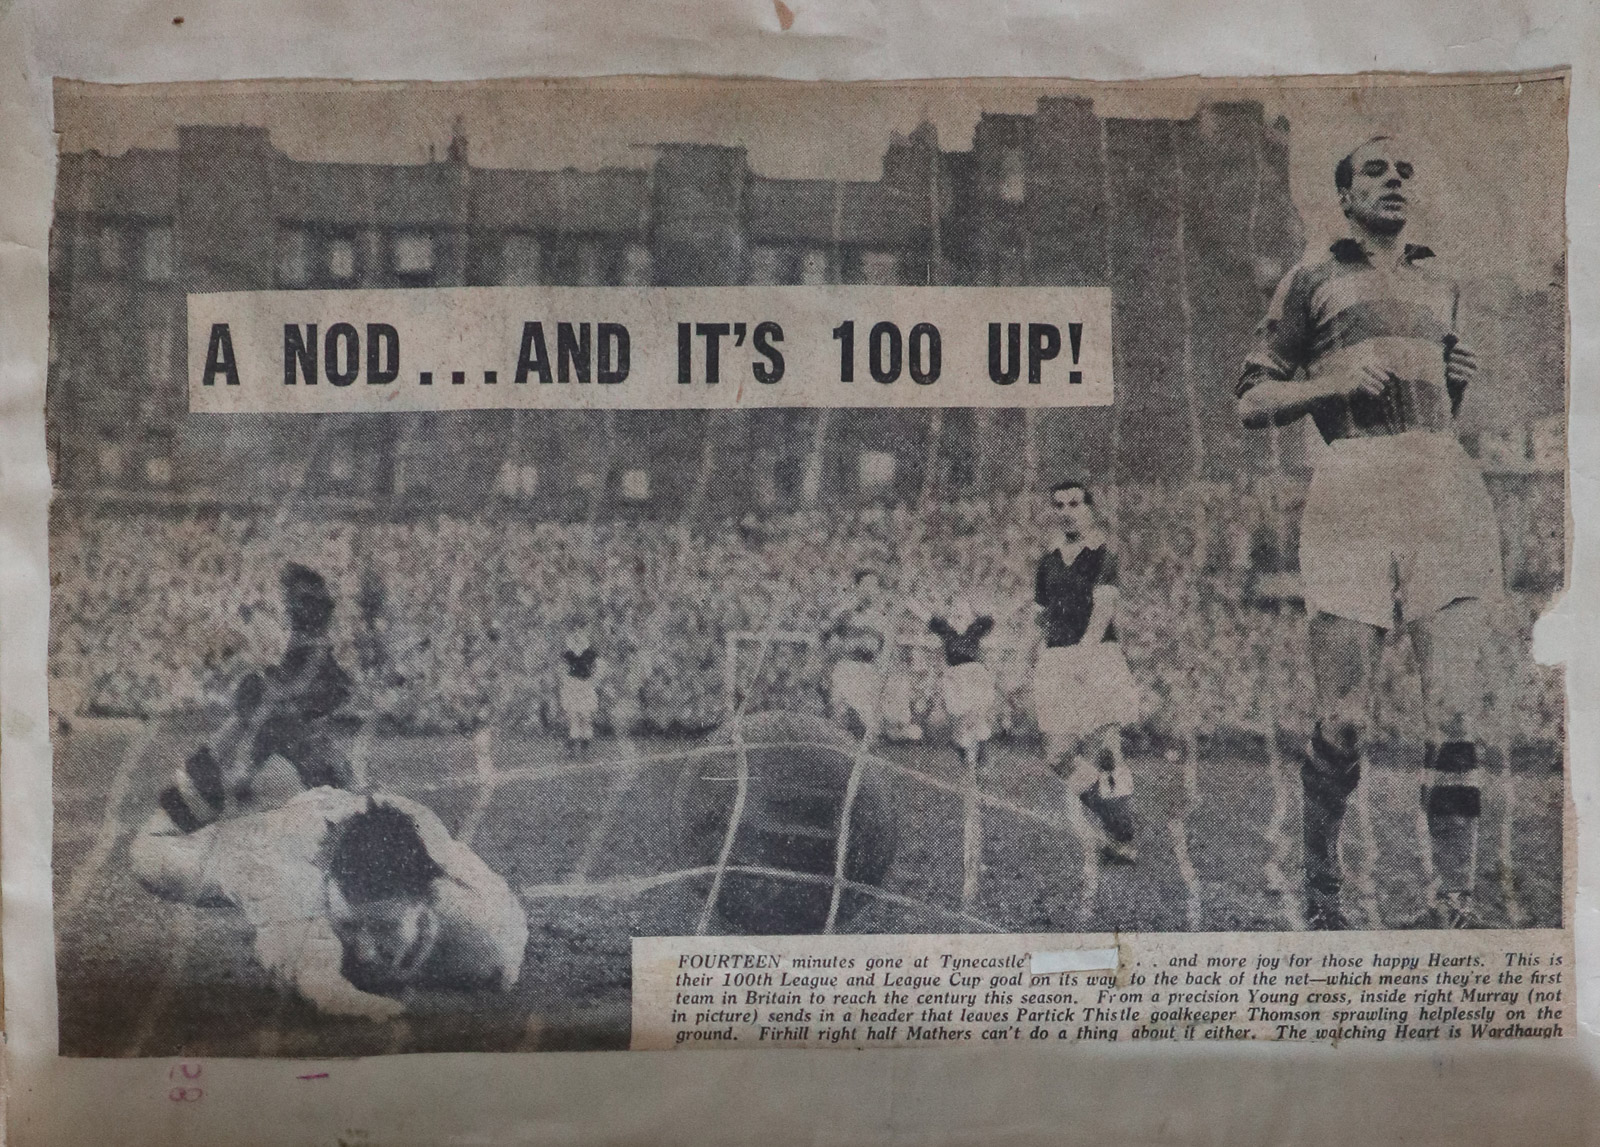 A NOD...AND IT'S 100 UP!
FOURTEEN minutes gone at Tynecastle . . . and more joy for those happy Hearts. This is
their 100th League and League Cup goal on its way to the back of the net—which means they're the first
team in Britain to reach the century this season. From a precision Young cross, inside right Murray (not
in picture) sends in a header that leaves Partick Thistle goalkeeper Thomson sprawling helplessly on the
ground. Firhill right half Mathers can't do a thing about it either. The watching Heart is Wardhaugh
28